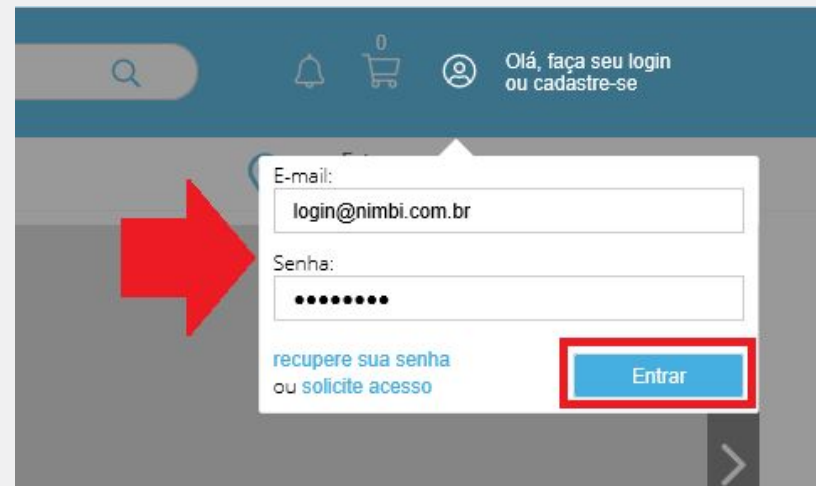 0
Olá, faça seu login
ou cadastre-se
E-mail:
login@nimbi.com.br
Senha:
••••••••
recupere sua senha
ou solicite acesso
Entrar